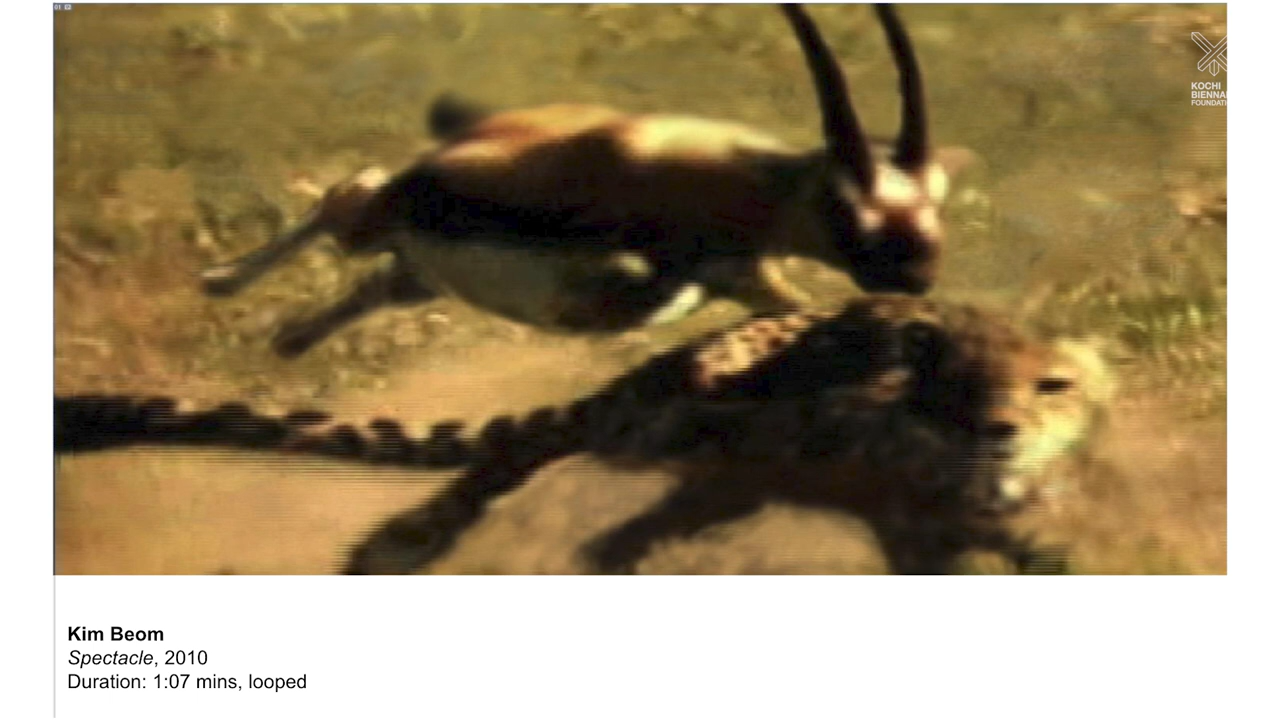 KOCHI
BIENNA
FOUNDATI
Kim Beom
Spectacle, 2010
Duration: 1:07 mins, looped